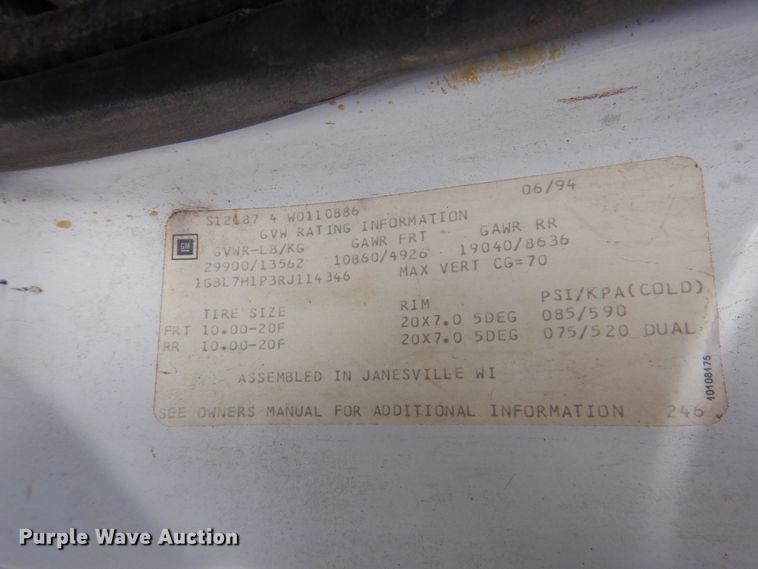 06/94
S12187 4 W0110886
GVW RATING INFORMATION
GM
GVWR-LB/KG GAWR FRT GAWR RR
29900/13562 10860/4926 19040/8636
1GBL7H1P3RJ114346 MAX VERT CG=70
TIRE SIZE RIM PSI/KPA(COLD)
FRT 10.00-20F 20X7.0 5DEG 085/590
RR 10.00-20F 20X7.0 5DEG 075/520 DUAL
ASSEMBLED IN JANESVILLE WI
10108175
SEE OWNERS MANUAL FOR ADDITIONAL INFORMATION 246
Purple Wave Auction